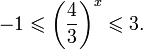 -1 ⩽ (4/3)^x ⩽ 3.